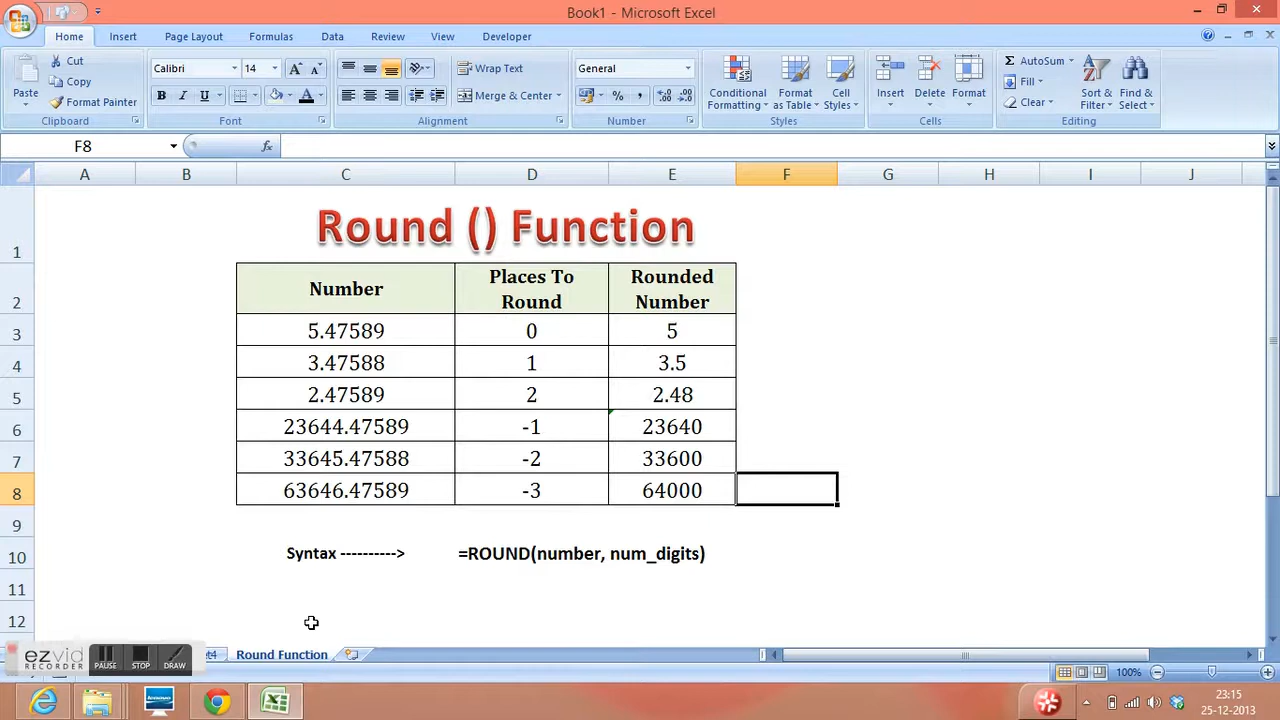 Book1 - Microsoft Excel
Home Insert Page Layout Formulas Data Review View Developer
Paste Cut Calibri 14 Wrap Text General Conditional Formatting Format as Table Cell Styles Insert Delete Format AutoSum Sort & Filter Find & Select
Copy Fill
Format Painter B I U A Merge & Center % , Clear
Clipboard Font Alignment Number Styles Cells Editing
F8 fx
A B C D E F G H I J
1 Round () Function
2 Number Places To Round Rounded Number
3 5.47589 0 5
4 3.47588 1 3.5
5 2.47589 2 2.48
6 23644.47589 -1 23640
7 33645.47588 -2 33600
8 63646.47589 -3 64000
9
10 Syntax ----------> =ROUND(number, num_digits)
11
12
ezvid RECORDER PAUSE STOP DRAW t4 Round Function
100%
lenovo 23:15
25-12-2013